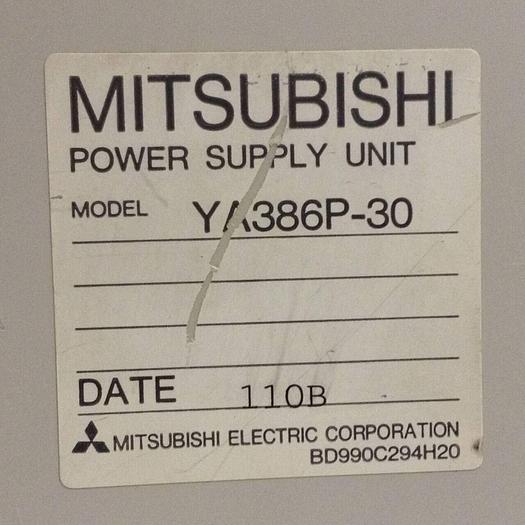 MITSUBISHI
POWER SUPPLY UNIT
MODEL YA386P-30
DATE 110B
MITSUBISHI ELECTRIC CORPORATION
BD990C294H20